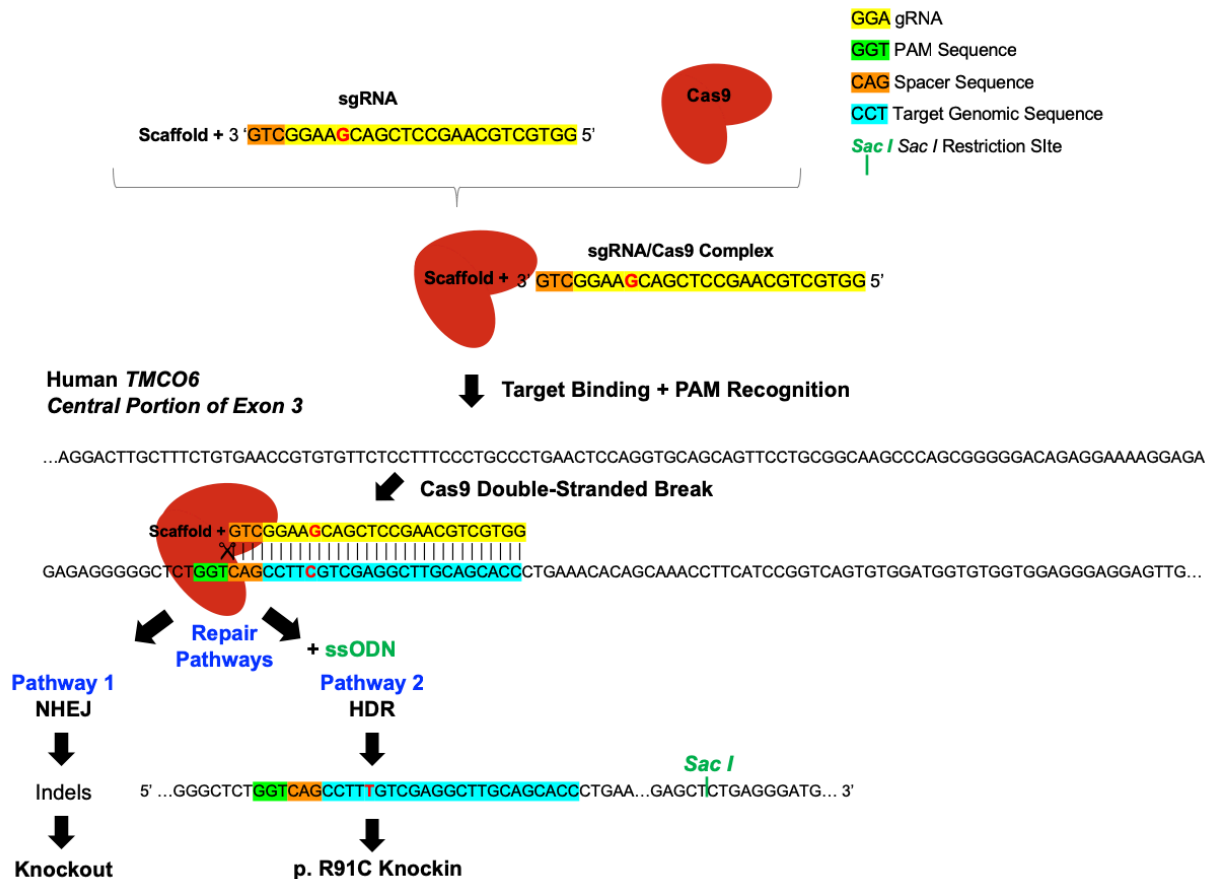 GGA gRNA
GGT PAM Sequence
CAG Spacer Sequence
CCT Target Genomic Sequence
Sac I Sac I Restriction SIte
sgRNA
Cas9
Scaffold + 3 'GTCGGAAGCAGCTCCGAACGTCGTGG 5'
sgRNA/Cas9 Complex
Scaffold + 3' GTCGGAAGCAGCTCCGAACGTCGTGG 5'
Human TMCO6
Central Portion of Exon 3
Target Binding + PAM Recognition
...AGGACTTGCTTTCTGTGAACCGTGTGTTCTCCTTTCCCTGCCCTGAACTCCAGGTGCAGCAGTTCCTGCGGCAAGCCCAGCGGGGGACAGAGGAAAAGGAGA
Cas9 Double-Stranded Break
Scaffold + GTCGGAAGCAGCTCCGAACGTCGTGG
GAGAGGGGGCTCTGGTCAGCCTTCGTCGAGGCTTGCAGCACCCTGAAACACAGCAAACCTTCATCCGGTCAGTGTGGATGGTGTGGTGGAGGGAGGAGTTG...
Repair
Pathways
+ ssODN
Pathway 1
NHEJ
Pathway 2
HDR
Sac I
Indels
5' ...GGGCTCTGGTCAGCCTTTGTCGAGGCTTGCAGCACCCTGAA...GAGCTCTGAGGGATG... 3'
Knockout
p. R91C Knockin